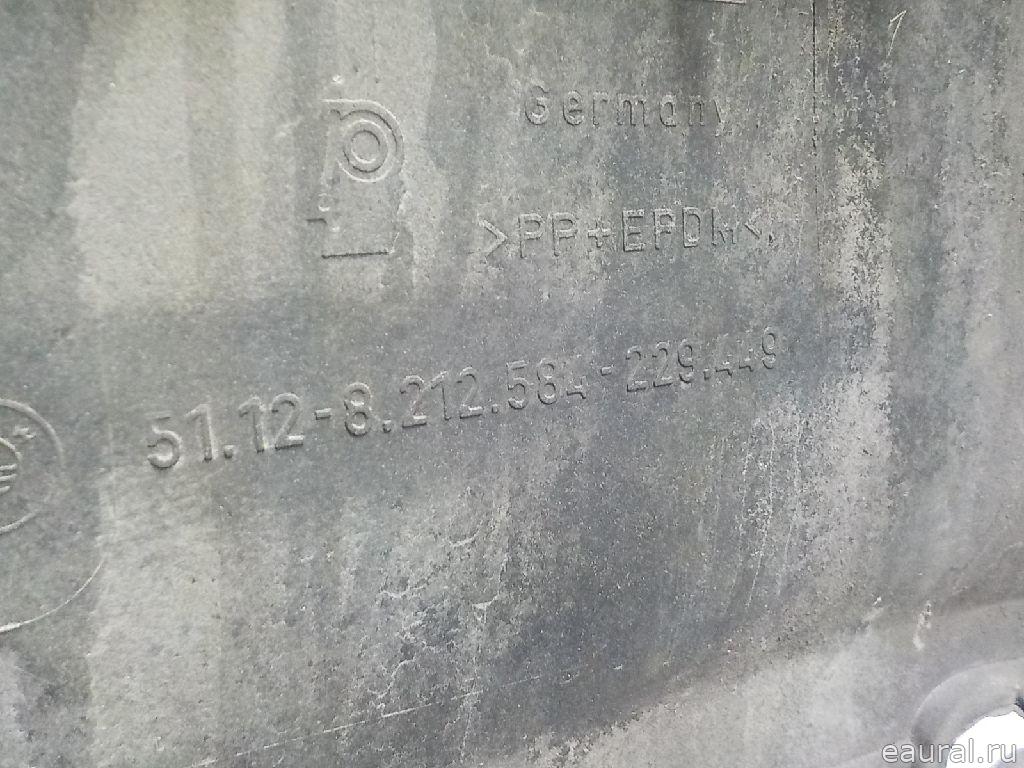 Germany
>PP+EPDM<
51.12-8.212.584-229.449
eaural.ru